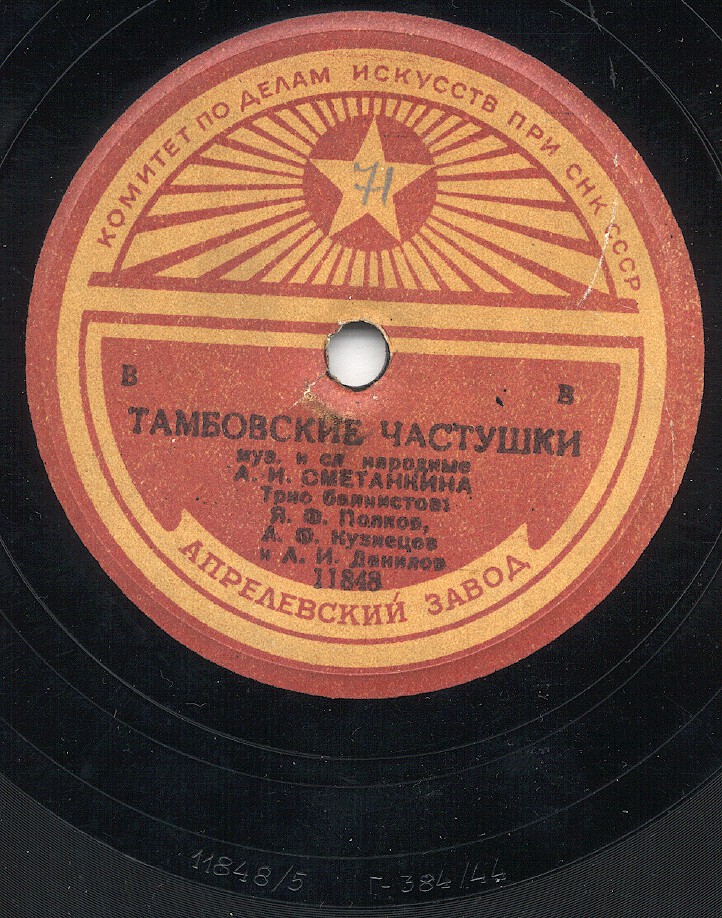 КОМИТЕТ ПО ДЕЛАМ ИСКУССТВ ПРИ СНК СССР
71
В В
ТАМБОВСКИЕ ЧАСТУШКИ
муз. и сл народные
А. И. СМЕТАНКИНА
Трио баянистов:
Я. Ф. Попков,
А. Ф. Кузнецов
и А. И. Данилов
11848
АПРЕЛЕВСКИЙ ЗАВОД
11848/5 Г-384/44